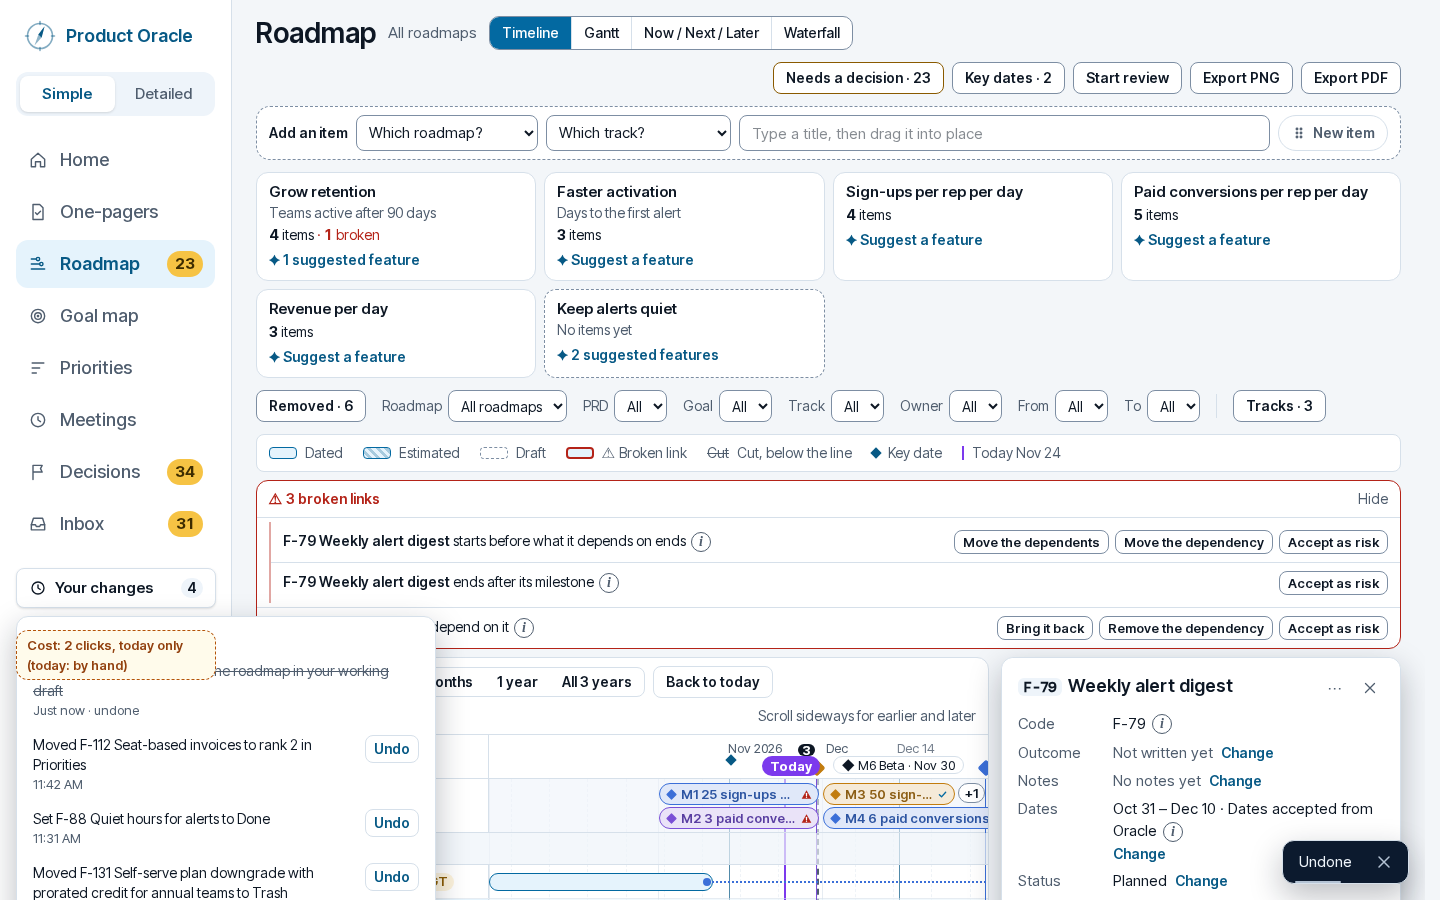 Product Oracle
Simple
Detailed
Home
One-pagers
Roadmap
23
Goal map
Priorities
Meetings
Decisions
34
Inbox
31
Your changes
4
Cost: 2 clicks, today only
(today: by hand)
ne roadmap in your working
draft
Just now · undone
Moved F-112 Seat-based invoices to rank 2 in
Priorities
11:42 AM
Undo
Set F-88 Quiet hours for alerts to Done
11:31 AM
Undo
Moved F-131 Self-serve plan downgrade with
prorated credit for annual teams to Trash
Undo
Roadmap
All roadmaps
Timeline
Gantt
Now / Next / Later
Waterfall
Needs a decision · 23
Key dates · 2
Start review
Export PNG
Export PDF
Add an item
Which roadmap?
Which track?
Type a title, then drag it into place
New item
Grow retention
Teams active after 90 days
4 items · 1 broken
1 suggested feature
Faster activation
Days to the first alert
3 items
Suggest a feature
Sign-ups per rep per day
4 items
Suggest a feature
Paid conversions per rep per day
5 items
Suggest a feature
Revenue per day
3 items
Suggest a feature
Keep alerts quiet
No items yet
2 suggested features
Removed · 6
Roadmap
All roadmaps
PRD
All
Goal
All
Track
All
Owner
All
From
All
To
All
Tracks · 3
Dated
Estimated
Draft
⚠ Broken link
Cut
Cut, below the line
Key date
Today Nov 24
⚠ 3 broken links
Hide
F-79 Weekly alert digest starts before what it depends on ends i
Move the dependents
Move the dependency
Accept as risk
F-79 Weekly alert digest ends after its milestone i
Accept as risk
depend on it i
Bring it back
Remove the dependency
Accept as risk
onths
1 year
All 3 years
Back to today
Scroll sideways for earlier and later
Nov 2026
3
Dec
Dec 14
Today
M6 Beta · Nov 30
M1 25 sign-ups ...
M3 50 sign-...
+1
M2 3 paid conve...
M4 6 paid conversions
GT
F-79 Weekly alert digest
Code
F-79 i
Outcome
Not written yet Change
Notes
No notes yet Change
Dates
Oct 31 – Dec 10 · Dates accepted from
Oracle i
Change
Status
Planned Change
Undone